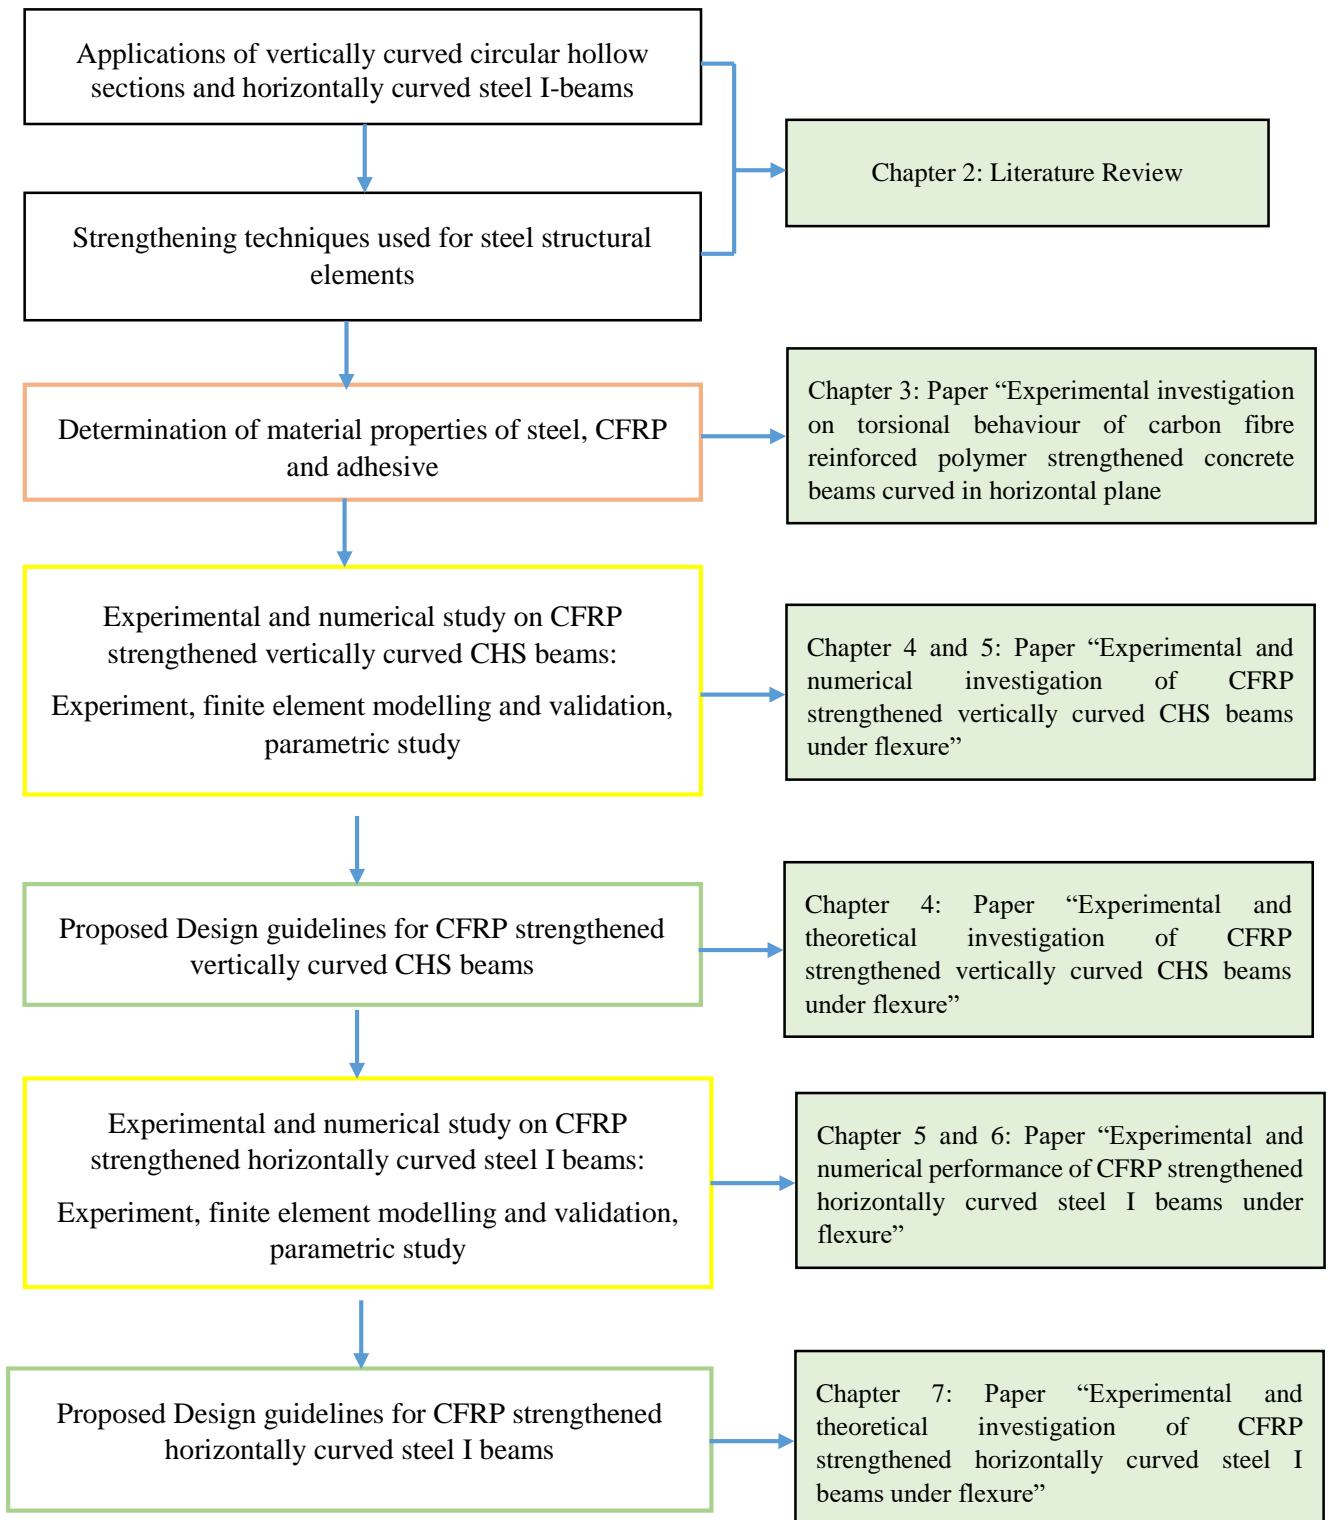 Applications of vertically curved circular hollow
sections and horizontally curved steel I-beams
Chapter 2: Literature Review
Strengthening techniques used for steel structural
elements
Determination of material properties of steel, CFRP
and adhesive
Chapter 3: Paper “Experimental investigation
on torsional behaviour of carbon fibre
reinforced polymer strengthened concrete
beams curved in horizontal plane
Experimental and numerical study on CFRP
strengthened vertically curved CHS beams:
Experiment, finite element modelling and validation,
parametric study
Chapter 4 and 5: Paper “Experimental and
numerical investigation of CFRP
strengthened vertically curved CHS beams
under flexure”
Proposed Design guidelines for CFRP strengthened
vertically curved CHS beams
Chapter 4: Paper “Experimental and
theoretical investigation of CFRP
strengthened vertically curved CHS beams
under flexure”
Experimental and numerical study on CFRP
strengthened horizontally curved steel I beams:
Experiment, finite element modelling and validation,
parametric study
Chapter 5 and 6: Paper “Experimental and
numerical performance of CFRP strengthened
horizontally curved steel I beams under
flexure”
Proposed Design guidelines for CFRP strengthened
horizontally curved steel I beams
Chapter 7: Paper “Experimental and
theoretical investigation of CFRP
strengthened horizontally curved steel I
beams under flexure”